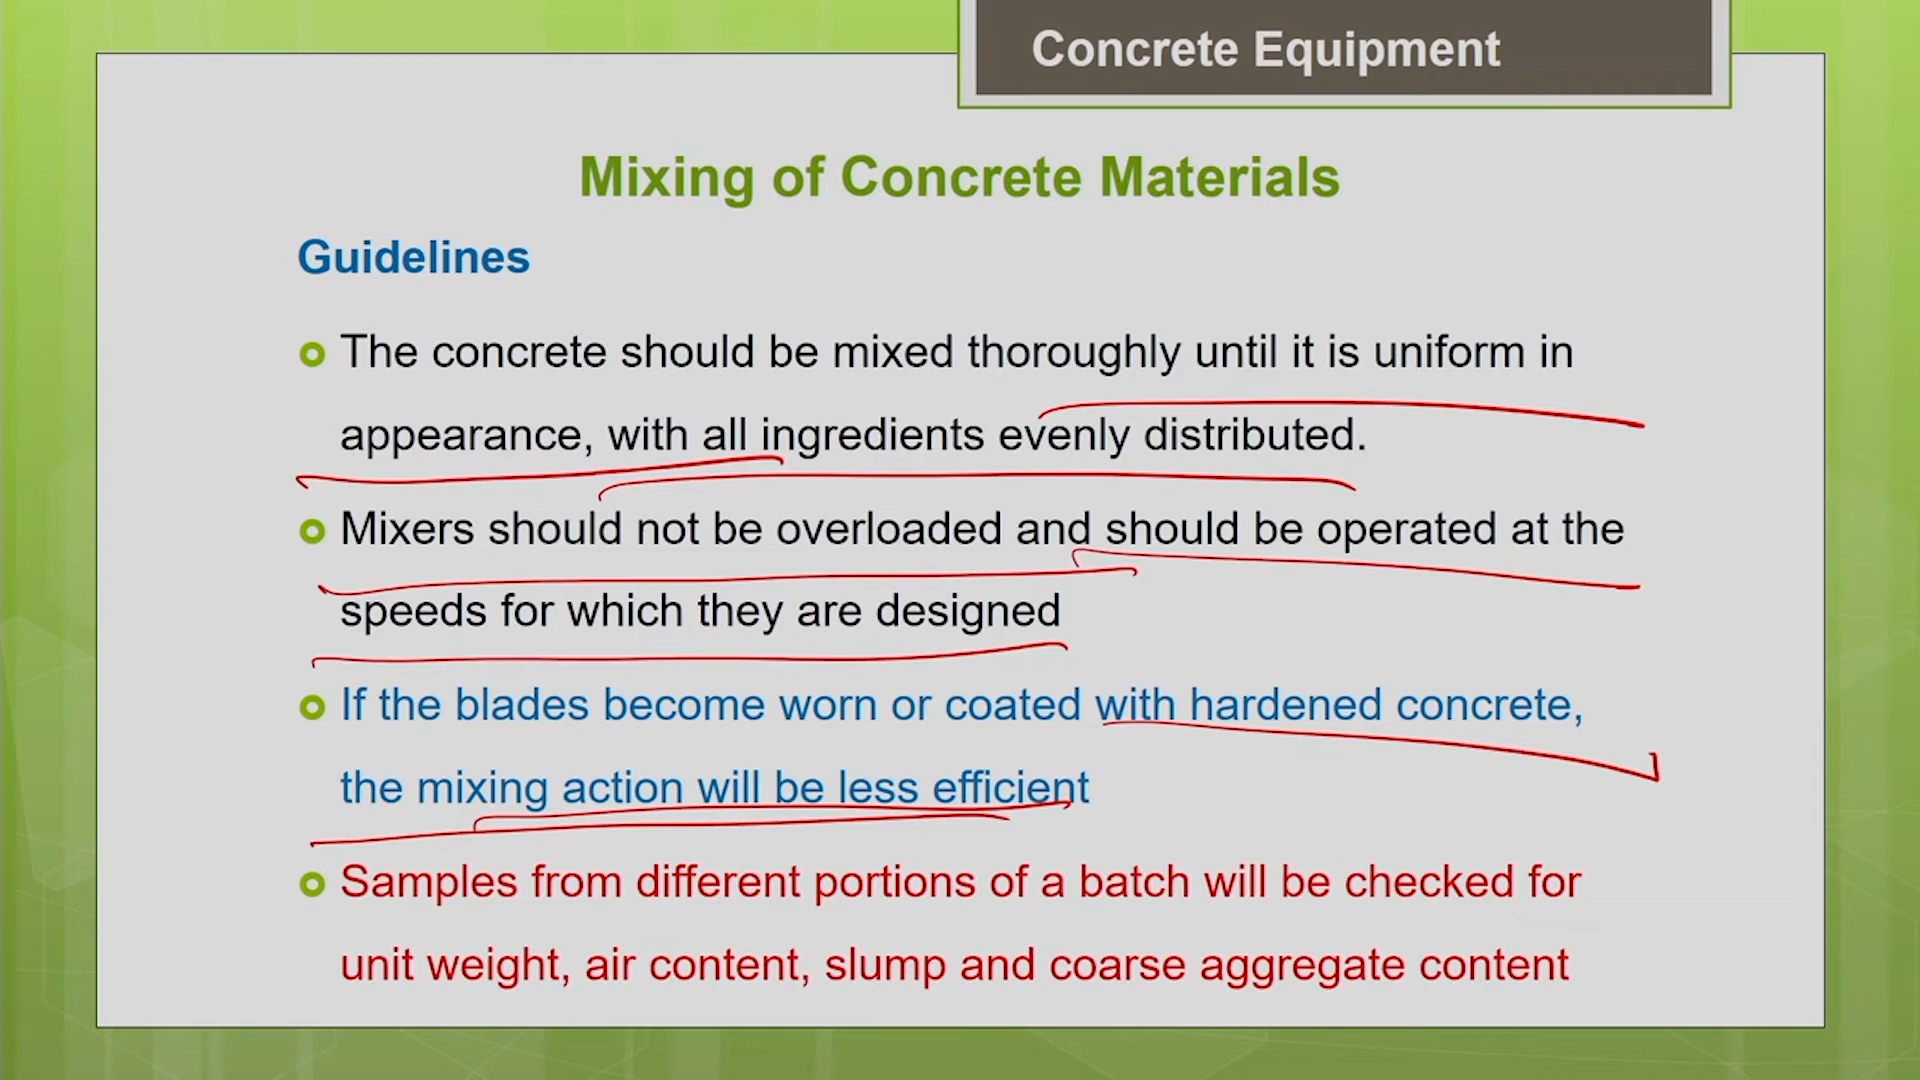 Concrete Equipment
Mixing of Concrete Materials
Guidelines
The concrete should be mixed thoroughly until it is uniform in
appearance, with all ingredients evenly distributed.
Mixers should not be overloaded and should be operated at the
speeds for which they are designed
If the blades become worn or coated with hardened concrete,
the mixing action will be less efficient
Samples from different portions of a batch will be checked for
unit weight, air content, slump and coarse aggregate content